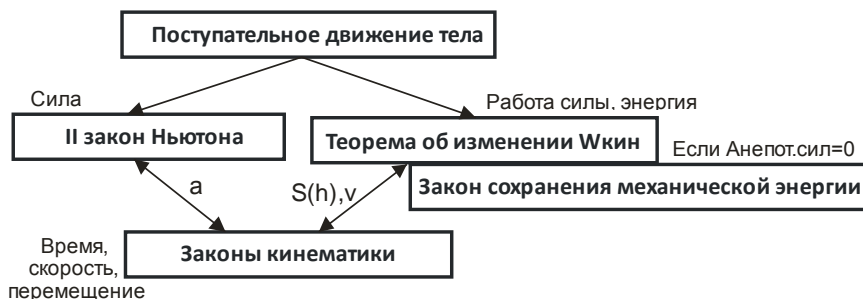 Поступательное движение тела
Сила
Работа силы, энергия
II закон Ньютона
Теорема об изменении Wкин
Если Анепот.сил=0
Закон сохранения механической энергии
a
S(h),v
Время,
скорость,
перемещение
Законы кинематики